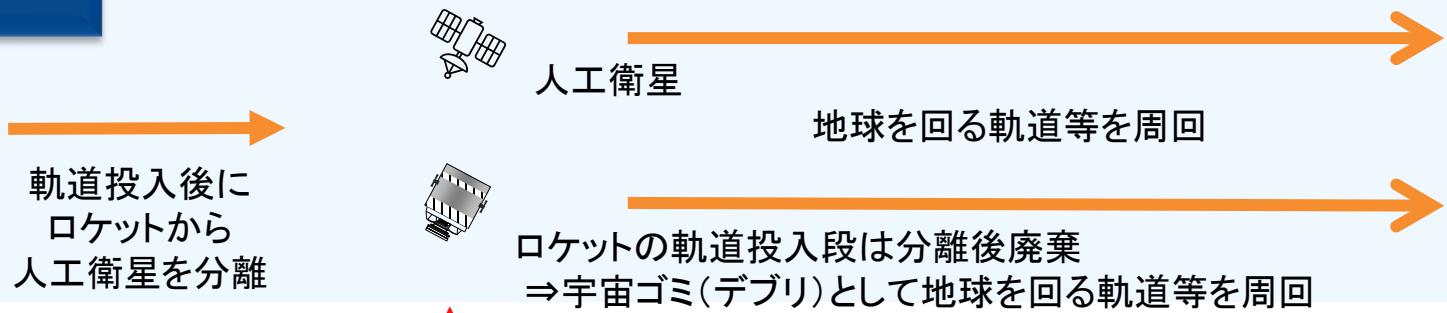 人工衛星
地球を回る軌道等を周回
軌道投入後に
ロケットから
人工衛星を分離
ロケットの軌道投入段は分離後廃棄
⇒宇宙ゴミ（デブリ）として地球を回る軌道等を周回